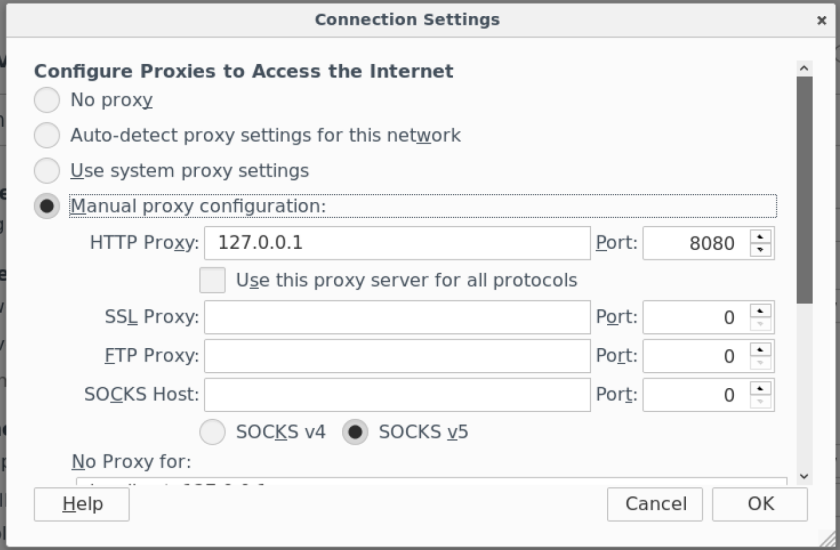 Connection Settings
Configure Proxies to Access the Internet
No proxy
Auto-detect proxy settings for this network
Use system proxy settings
Manual proxy configuration:
HTTP Proxy: 127.0.0.1 Port: 8080
Use this proxy server for all protocols
SSL Proxy: Port: 0
FTP Proxy: Port: 0
SOCKS Host: Port: 0
SOCKS v4 SOCKS v5
No Proxy for:
Help Cancel OK